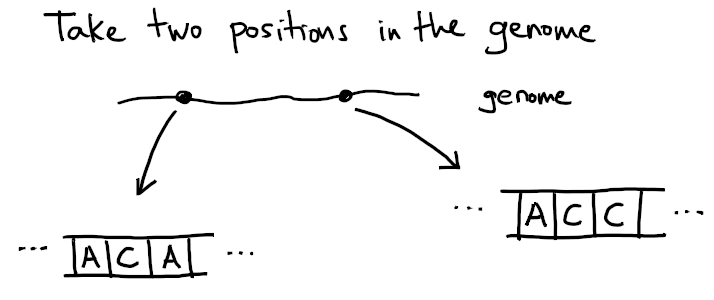 Take two positions in the genome
genome
... A C C ...
... A C A ...